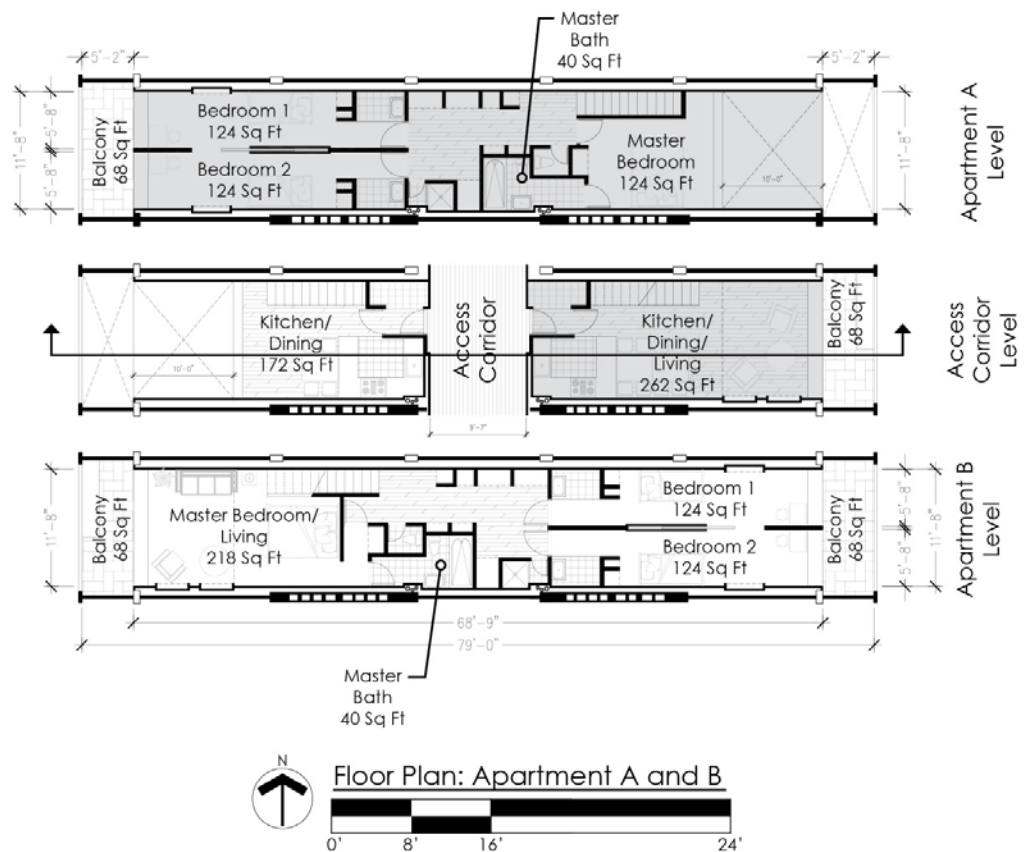 Master
Bath
40 Sq Ft
5'-2"
5'-2"
11'-8"
5'-8"
5'-8"
Balcony
68 Sq Ft
Bedroom 1
124 Sq Ft
Bedroom 2
124 Sq Ft
Master
Bedroom
124 Sq Ft
10'-0"
11'-8"
Apartment A
Level
10'-0"
Kitchen/
Dining
172 Sq Ft
Access
Corridor
9'-7"
Kitchen/
Dining/
Living
262 Sq Ft
Balcony
68 Sq Ft
Access
Corridor
Level
11'-8"
Balcony
68 Sq Ft
Master Bedroom/
Living
218 Sq Ft
Bedroom 1
124 Sq Ft
Bedroom 2
124 Sq Ft
Balcony
68 Sq Ft
5'-8"
5'-8"
11'-8"
Apartment B
Level
68'-9"
79'-0"
Master
Bath
40 Sq Ft
N
Floor Plan: Apartment A and B
0' 8' 16' 24'